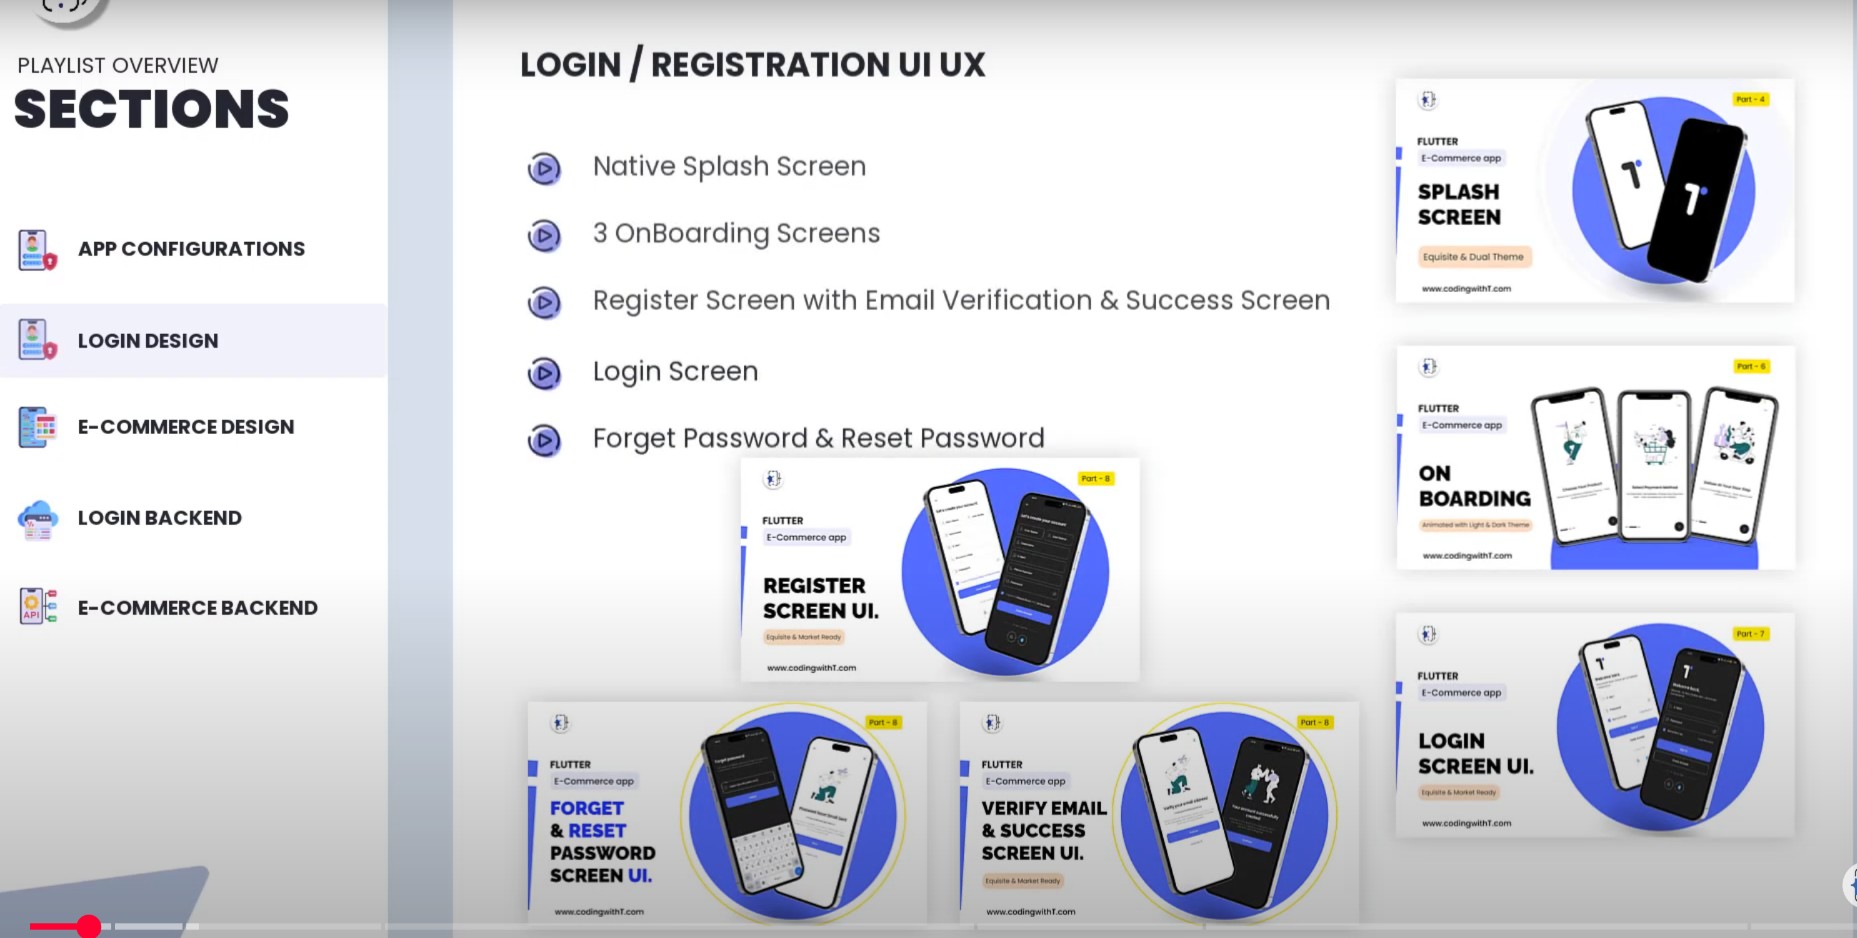 PLAYLIST OVERVIEW
SECTIONS
APP CONFIGURATIONS
LOGIN DESIGN
E-COMMERCE DESIGN
LOGIN BACKEND
API
E-COMMERCE BACKEND
LOGIN / REGISTRATION UI UX
Native Splash Screen
3 OnBoarding Screens
Register Screen with Email Verification & Success Screen
Login Screen
Forget Password & Reset Password
Part - 4
FLUTTER
E-Commerce app
SPLASH
SCREEN
Equisite & Dual Theme
www.codingwithT.com
Part - 6
FLUTTER
E-Commerce app
ON
BOARDING
Animated with Light & Dark Theme
www.codingwithT.com
Part - 8
FLUTTER
E-Commerce app
REGISTER
SCREEN UI.
Equisite & Market Ready
www.codingwithT.com
Part - 7
FLUTTER
E-Commerce app
LOGIN
SCREEN UI.
Equisite & Market Ready
www.codingwithT.com
Part - 8
FLUTTER
E-Commerce app
FORGET
& RESET
PASSWORD
SCREEN UI.
www.codingwithT.com
Part - 8
FLUTTER
E-Commerce app
VERIFY EMAIL
& SUCCESS
SCREEN UI.
Equisite & Market Ready
www.codingwithT.com